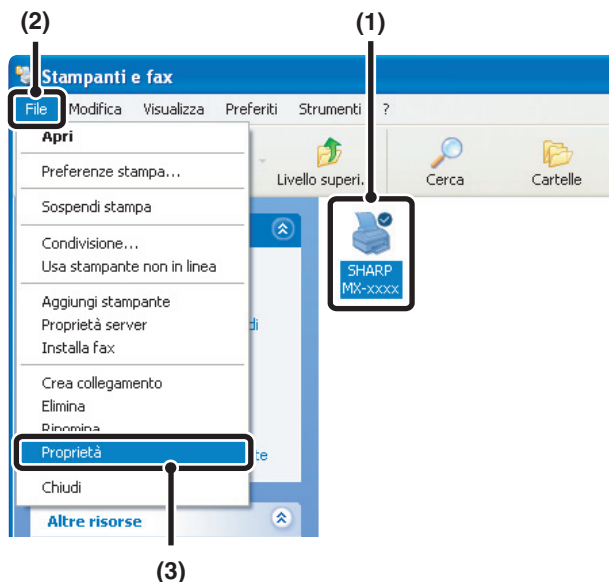 (2) (1)
Stampanti e fax
File Modifica Visualizza Preferiti Strumenti ?
Livello superi. Cerca Cartelle
Apri
Preferenze stampa...
Sospendi stampa
Condivisione...
Usa stampante non in linea
Aggiungi stampante
Proprietà server
Installa fax
Crea collegamento
Elimina
Rinomina
Proprietà
Chiudi
SHARP
MX-xxxx
Altre risorse
(3)